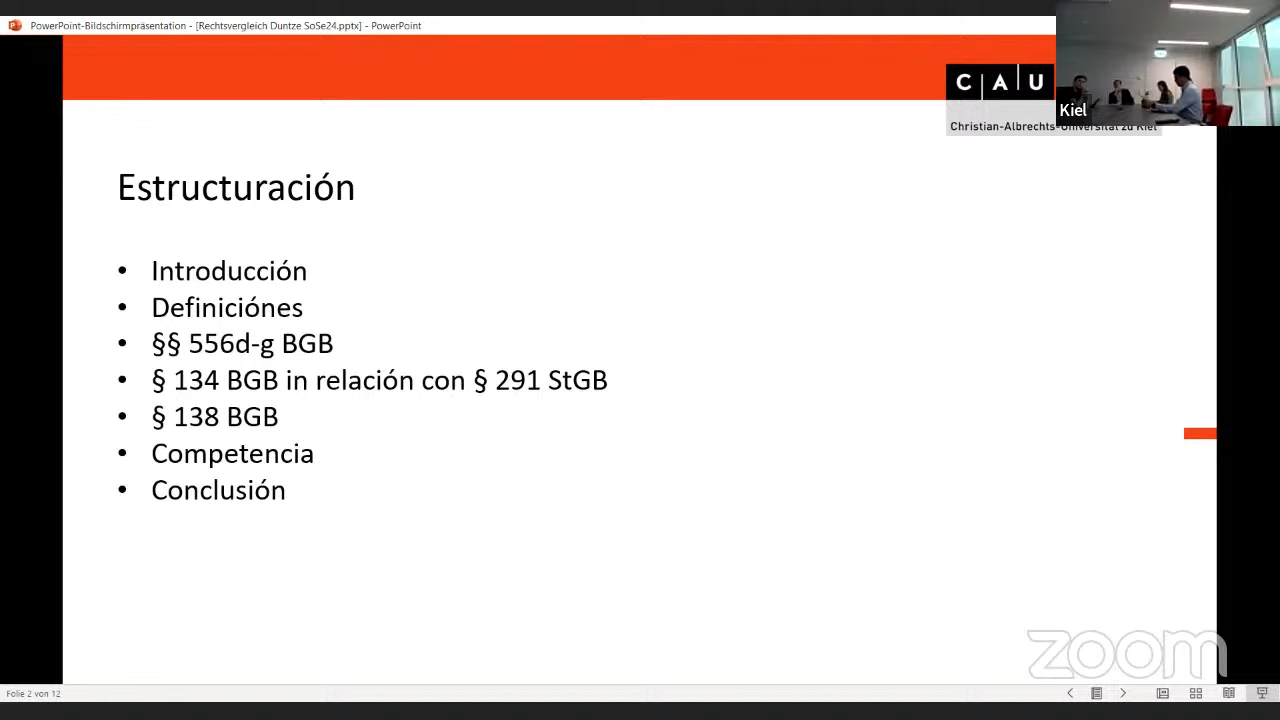 PowerPoint-Bildschirmpräsentation - [Rechtsvergleich Duntze SoSe24.pptx] - PowerPoint
CAU
Kiel
Christian-Albrechts-Universität zu Kiel
Estructuración
• Introducción
• Definiciónes
• §§ 556d-g BGB
• § 134 BGB in relación con § 291 StGB
• § 138 BGB
• Competencia
• Conclusión
zoom
Folie 2 von 12